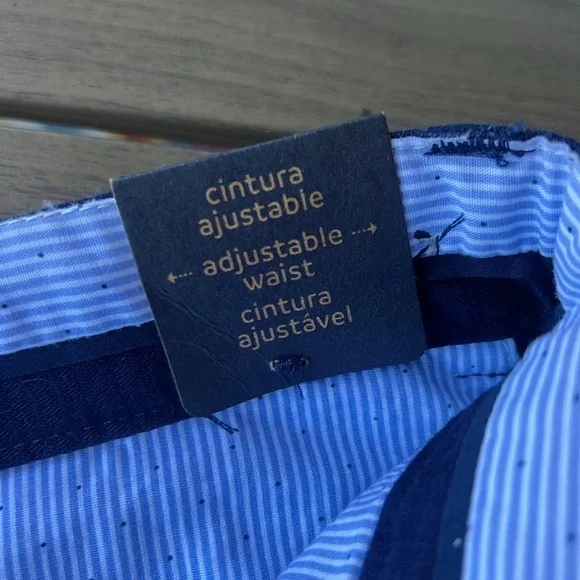 cintura
ajustable
adjustable
waist
cintura
ajustável